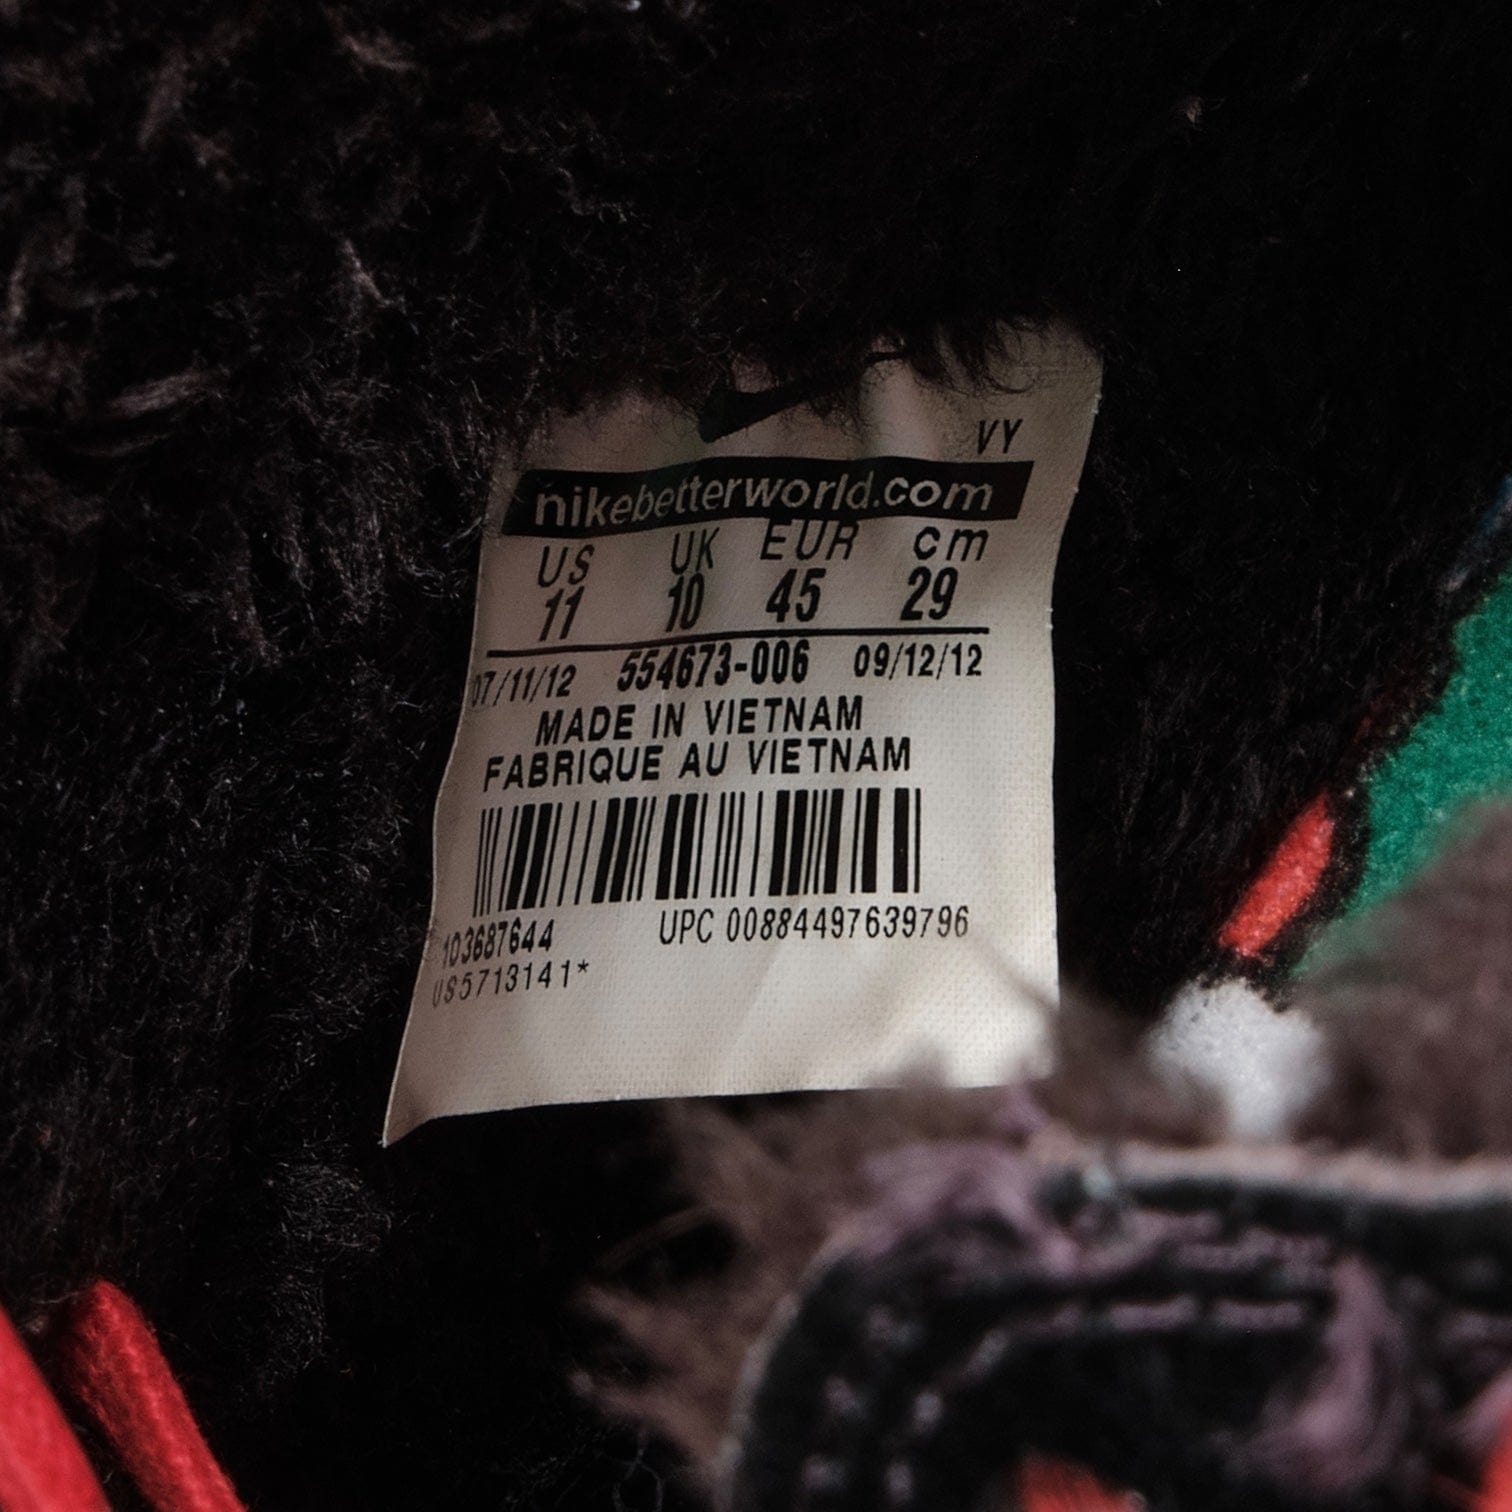 VY
nikebetterworld.com
US UK EUR cm
11 10 45 29
07/11/12 554673-006 09/12/12
MADE IN VIETNAM
FABRIQUE AU VIETNAM
103687644 UPC 00884497639796
US5713141*